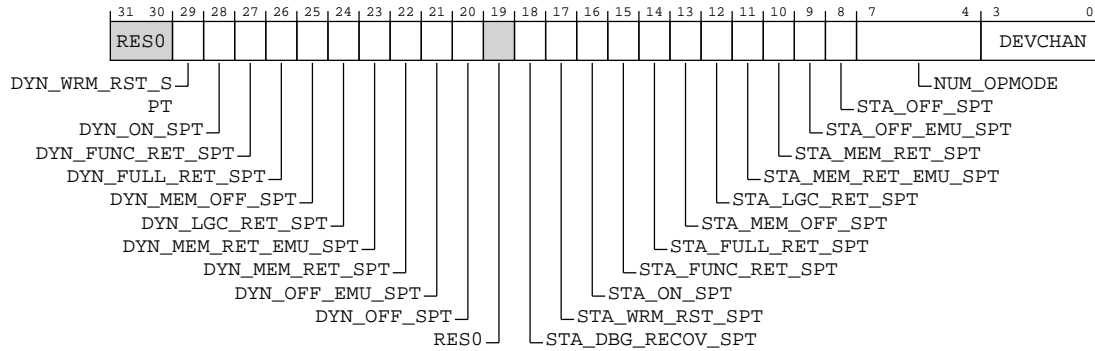 31 30 29 28 27 26 25 24 23 22 21 20 19 18 17 16 15 14 13 12 11 10 9 8 7 4 3 0
RES0 DEVCHAN
DYN_WRM_RST_S NUM_OPMODE
PT STA_OFF_SPT
DYN_ON_SPT STA_OFF_EMU_SPT
DYN_FUNC_RET_SPT STA_MEM_RET_SPT
DYN_FULL_RET_SPT STA_MEM_RET_EMU_SPT
DYN_MEM_OFF_SPT STA_LGC_RET_SPT
DYN_LGC_RET_SPT STA_MEM_OFF_SPT
DYN_MEM_RET_EMU_SPT STA_FULL_RET_SPT
DYN_MEM_RET_SPT STA_FUNC_RET_SPT
DYN_OFF_EMU_SPT STA_ON_SPT
DYN_OFF_SPT STA_WRM_RST_SPT
RES0 STA_DBG_RECOV_SPT